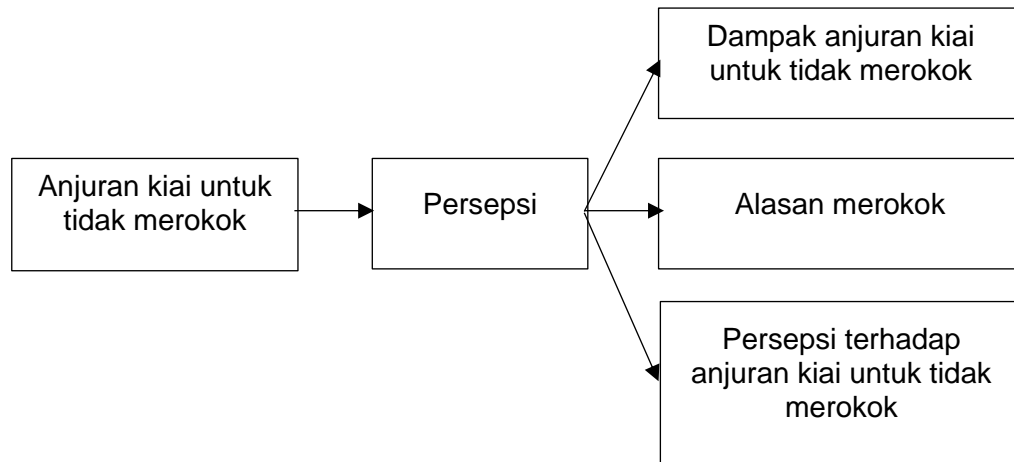 Anjuran kiai untuk
tidak merokok
Persepsi
Dampak anjuran kiai
untuk tidak merokok
Alasan merokok
Persepsi terhadap
anjuran kiai untuk tidak
merokok